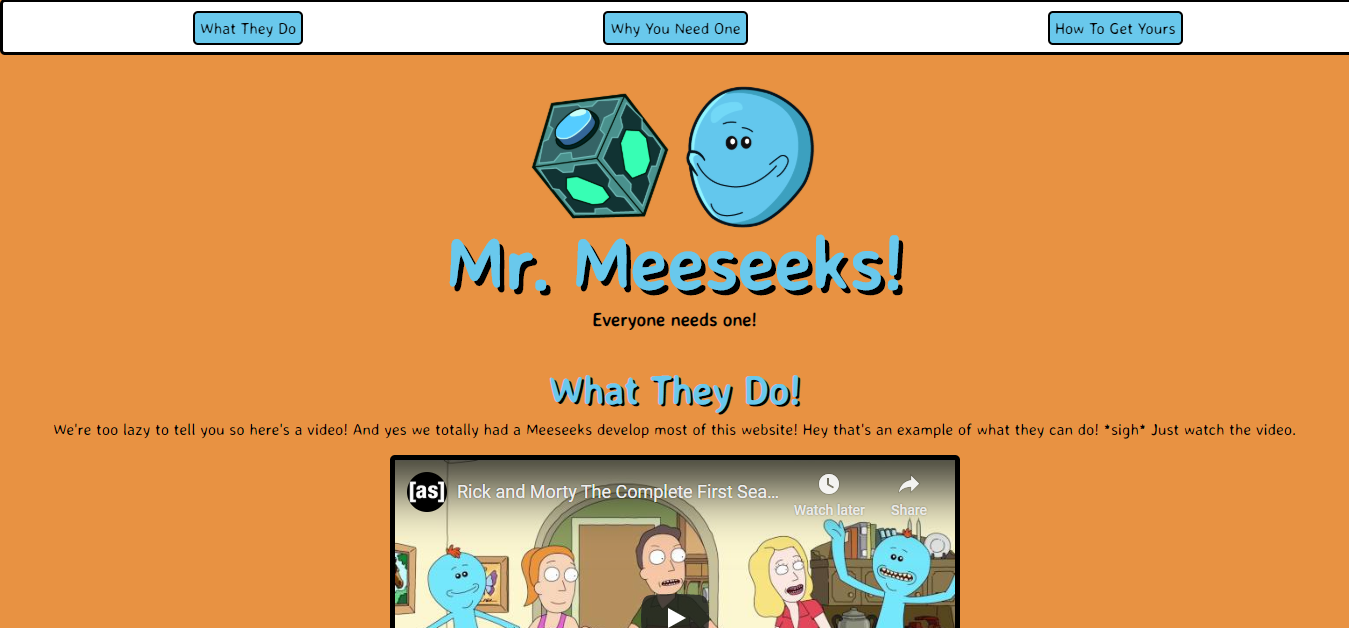 What They Do
Why You Need One
How To Get Yours
Mr. Meeseeks!
Everyone needs one!
What They Do!
We're too lazy to tell you so here's a video! And yes we totally had a Meeseeks develop most of this website! Hey that's an example of what they can do! *sigh* Just watch the video.
[as]
Rick and Morty The Complete First Sea...
Watch later
Share